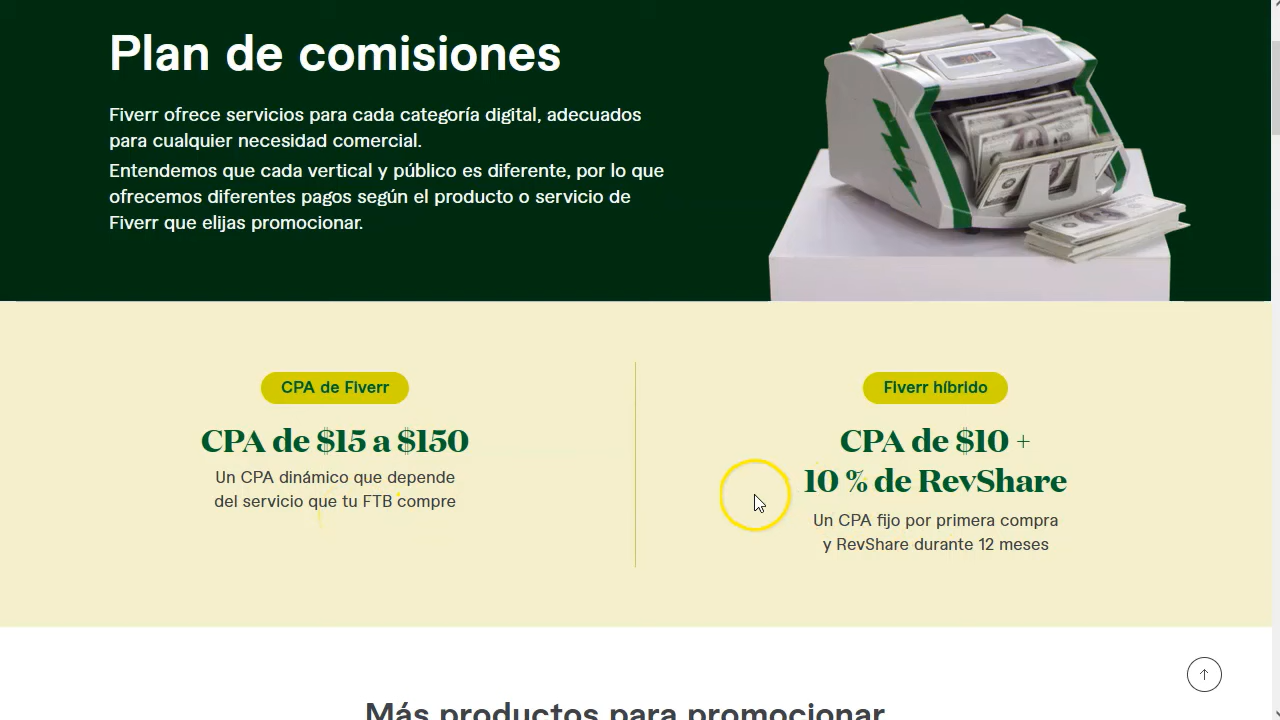 Plan de comisiones
Fiverr ofrece servicios para cada categoría digital, adecuados
para cualquier necesidad comercial.
Entendemos que cada vertical y público es diferente, por lo que
ofrecemos diferentes pagos según el producto o servicio de
Fiverr que elijas promocionar.
CPA de Fiverr
CPA de $15 a $150
Un CPA dinámico que depende
del servicio que tu FTB compre
Fiverr híbrido
CPA de $10 +
10 % de RevShare
Un CPA fijo por primera compra
y RevShare durante 12 meses
Más productos para promocionar